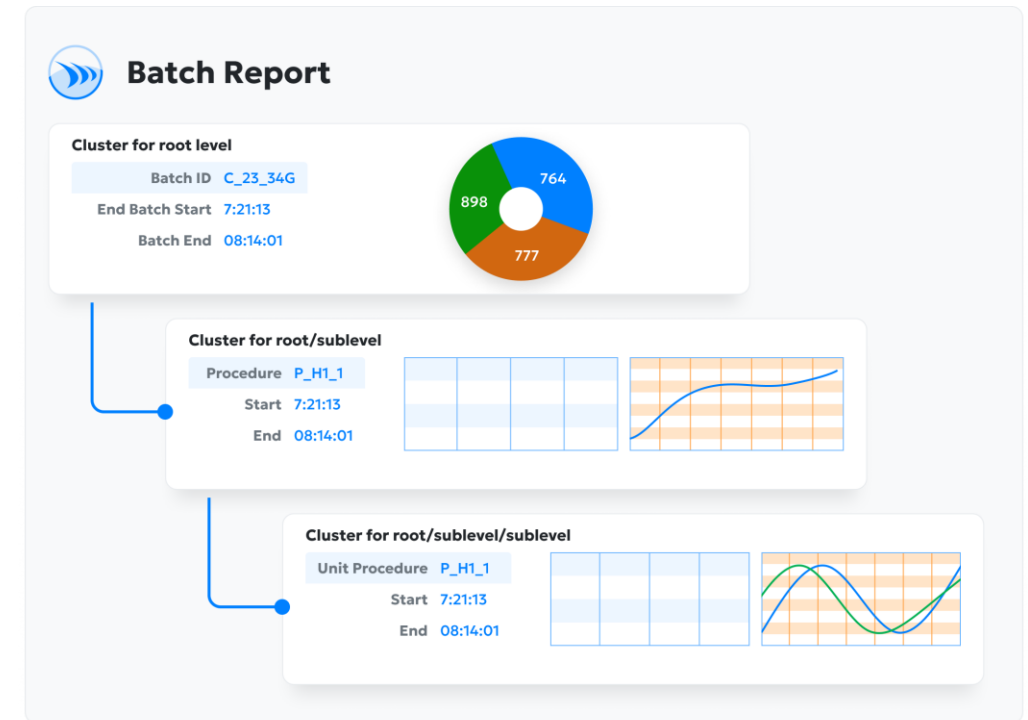 Batch Report
Cluster for root level
Batch ID C_23_34G
End Batch Start 7:21:13
Batch End 08:14:01
764
898
777
Cluster for root/sublevel
Procedure P_H1_1
Start 7:21:13
End 08:14:01
Cluster for root/sublevel/sublevel
Unit Procedure P_H1_1
Start 7:21:13
End 08:14:01